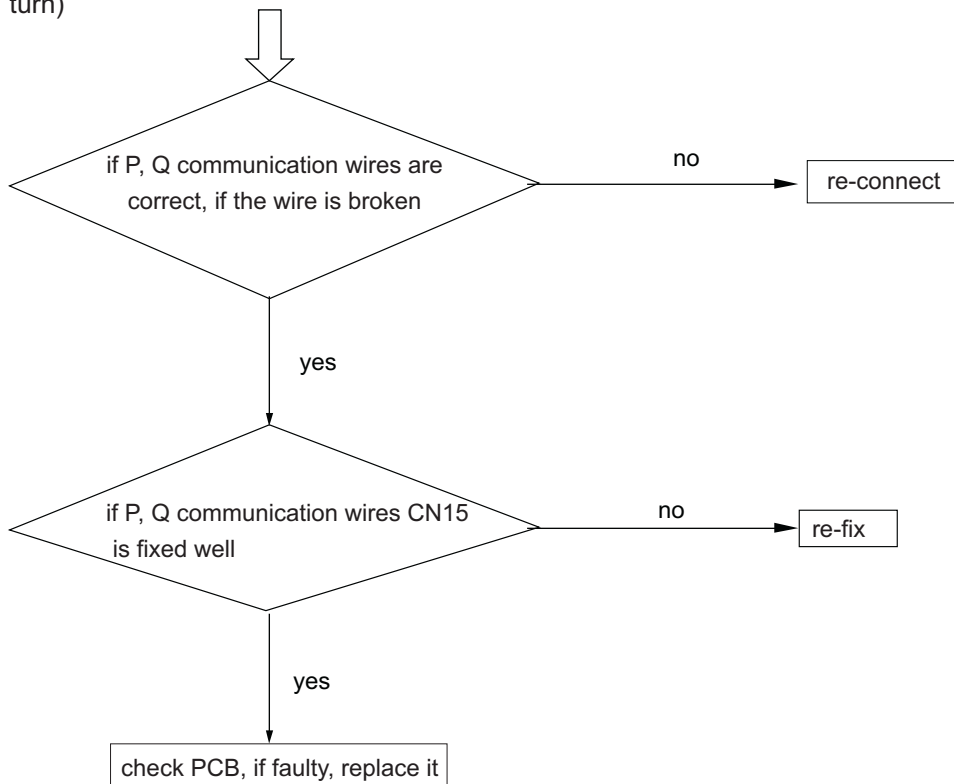 turn)
if P, Q communication wires are
correct, if the wire is broken
no
re-connect
yes
if P, Q communication wires CN15
is fixed well
no
re-fix
yes
check PCB, if faulty, replace it